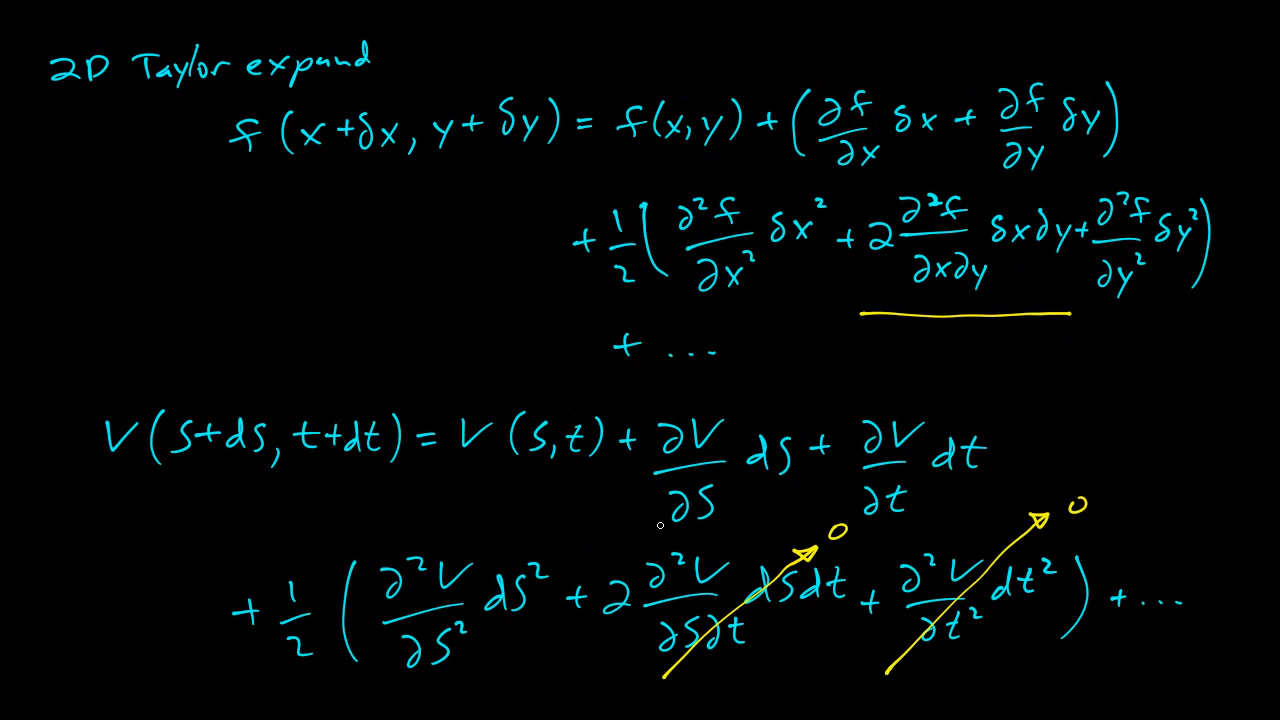 2D Taylor expand
f(x+δx, y+δy) = f(x,y) + (∂f/∂x δx + ∂f/∂y δy)
+ 1/2 (∂²f/∂x² δx² + 2 ∂²f/∂x∂y δx∂y + ∂²f/∂y² δy²)
+ ...
V(S+dS, t+dt) = V(S,t) + ∂V/∂S dS + ∂V/∂t dt
0 0
+ 1/2 (∂²V/∂S² dS² + 2 ∂²V/∂S∂t dSdt + ∂²V/∂t² dt²) + ...